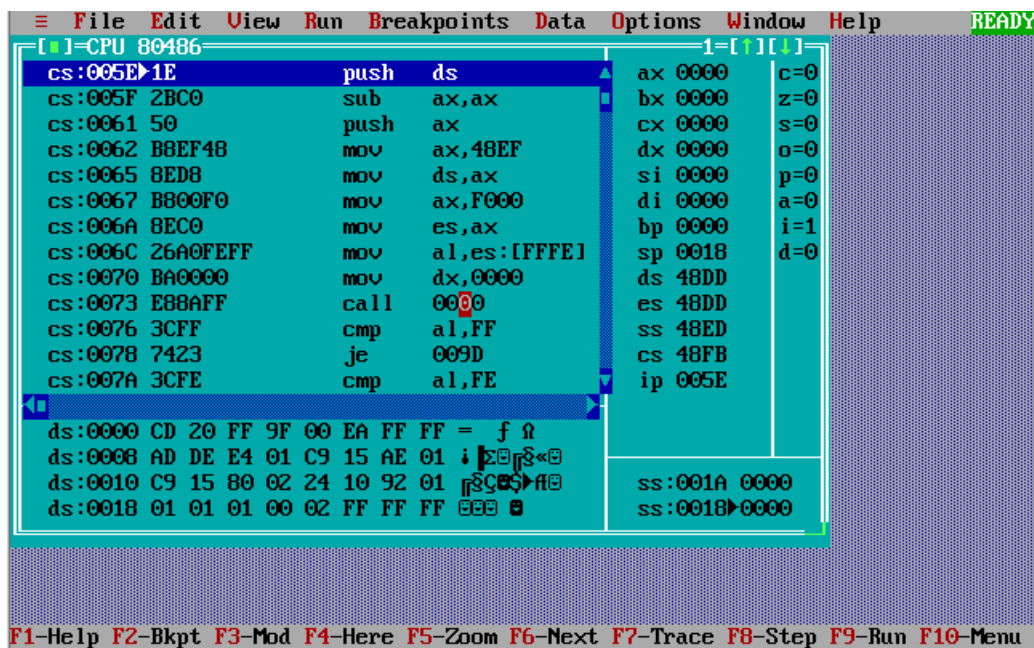 ≡ File Edit View Run Breakpoints Data Options Window Help READY
[■]=CPU 80486 1=[↑][↓]
cs:005E►1E push ds ax 0000 c=0
cs:005F 2BC0 sub ax,ax bx 0000 z=0
cs:0061 50 push ax cx 0000 s=0
cs:0062 B8EF48 mov ax,48EF dx 0000 o=0
cs:0065 8ED8 mov ds,ax si 0000 p=0
cs:0067 B800F0 mov ax,F000 di 0000 a=0
cs:006A 8EC0 mov es,ax bp 0000 i=1
cs:006C 26A0FEFF mov al,es:[FFFE] sp 0018 d=0
cs:0070 BA0000 mov dx,0000 ds 48DD
cs:0073 E88AFF call 0000 es 48DD
cs:0076 3CFF cmp al,FF ss 48ED
cs:0078 7423 je 009D cs 48FB
cs:007A 3CFE cmp al,FE ip 005E
ds:0000 CD 20 FF 9F 00 EA FF FF = ƒ Ω
ds:0008 AD DE E4 01 C9 15 AE 01 ¡▐Σ☺╔§«☺
ds:0010 C9 15 80 02 24 10 92 01 ╔§Ç☻$►Æ☺ ss:001A 0000
ds:0018 01 01 01 00 02 FF FF FF ☺☺☺ ☻ ss:0018►0000
F1-Help F2-Bkpt F3-Mod F4-Here F5-Zoom F6-Next F7-Trace F8-Step F9-Run F10-Menu